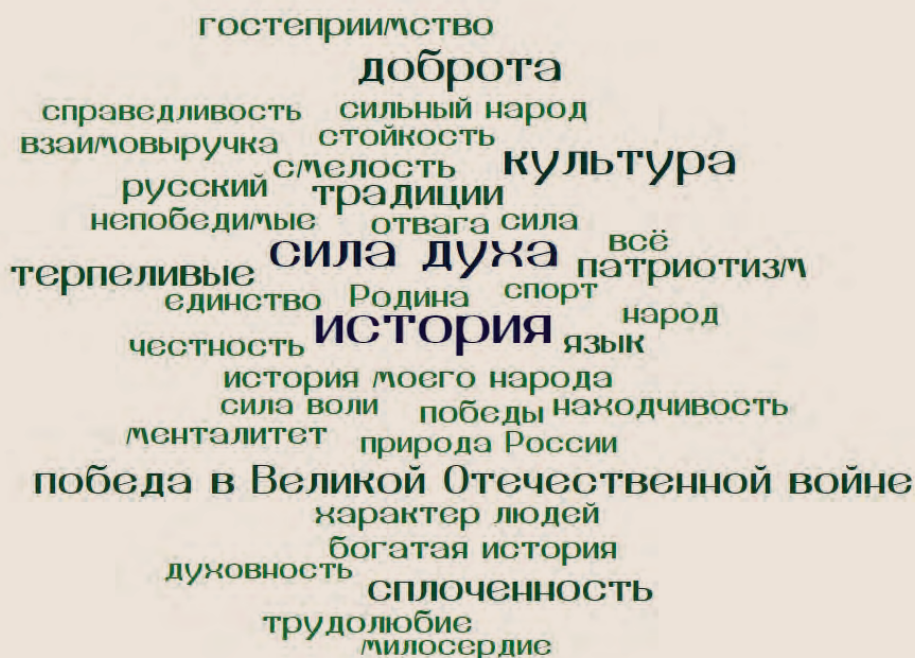 гостеприимство
доброта
справедливость сильный народ
взаимовыручка стойкость
смелость культура
русский традиции
непобедимые отвага сила
сила духа всё
терпеливые патриотизм
единство Родина спорт
история народ
честность язык
история моего народа
сила воли победы находчивость
менталитет природа России
победа в Великой Отечественной войне
характер людей
богатая история
духовность сплоченность
трудолюбие
милосердие